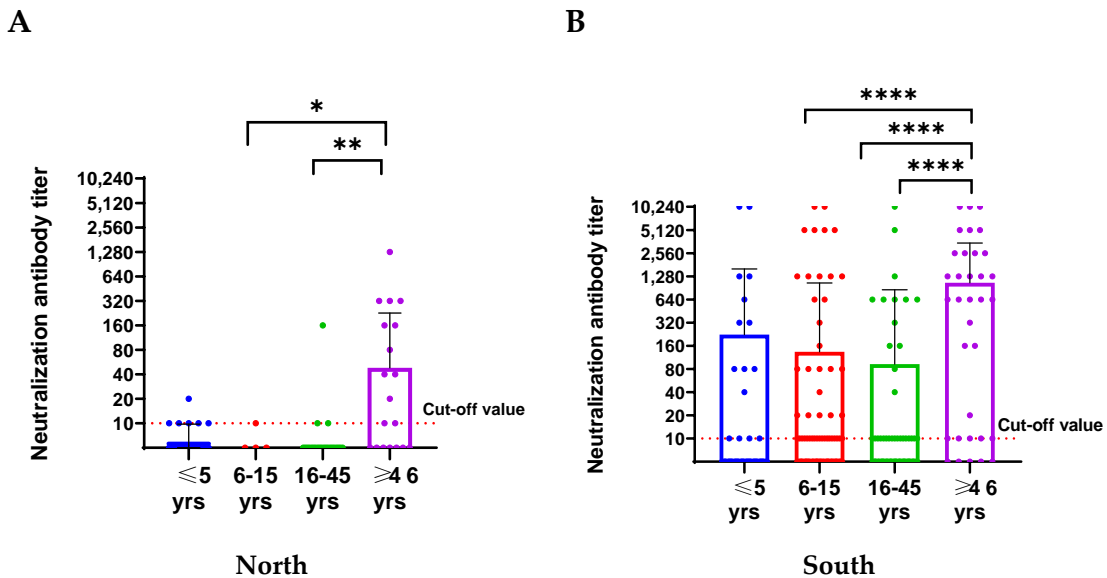 A
B
Neutralization antibody titer
*
**
10,240
5,120
2,560
1,280
640
320
160
80
40
20
10
Cut-off value
≤5 yrs
6-15 yrs
16-45 yrs
≥4 6 yrs
North
Neutralization antibody titer
****
****
****
10,240
5,120
2,560
1,280
640
320
160
80
40
20
10
Cut-off value
≤5 yrs
6-15 yrs
16-45 yrs
≥4 6 yrs
South